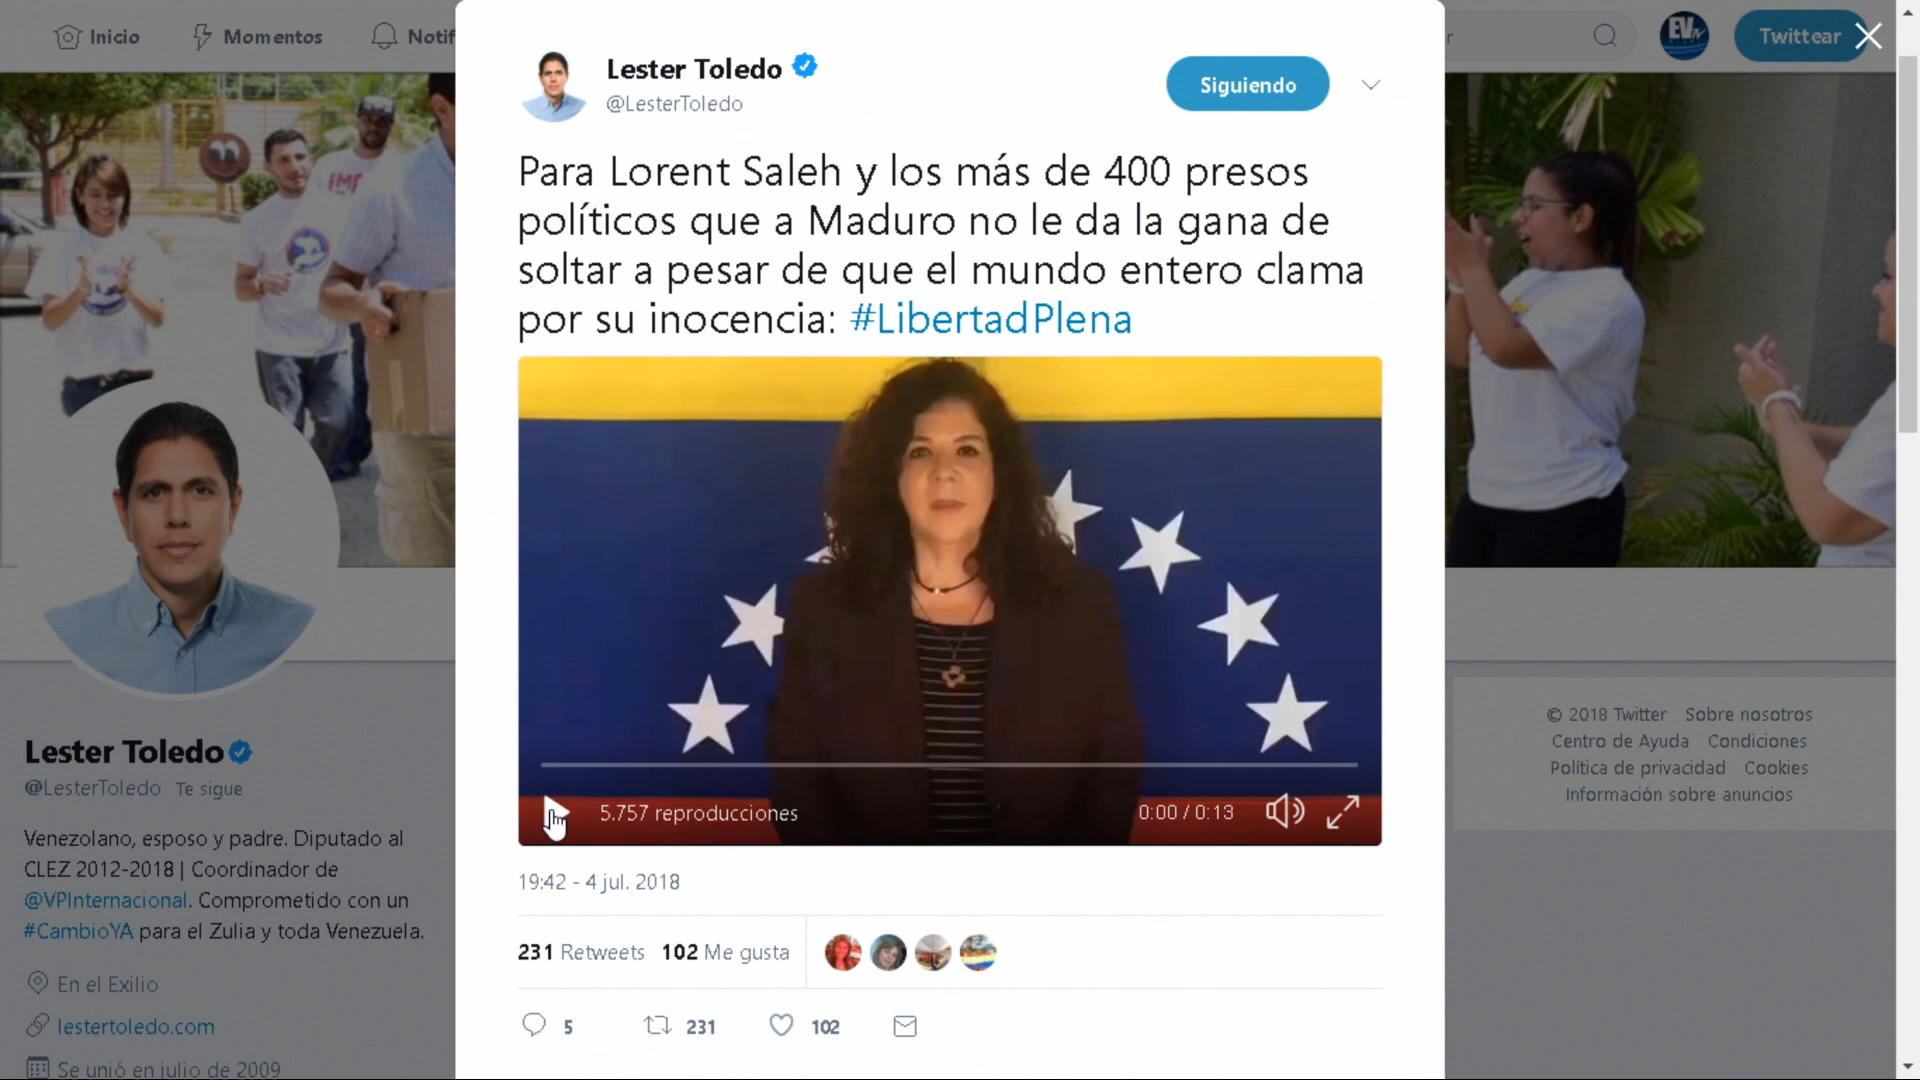 Inicio
Momentos
Notif
r
EV
Twittear
Lester Toledo
@LesterToledo
Siguiendo
Para Lorent Saleh y los más de 400 presos
políticos que a Maduro no le da la gana de
soltar a pesar de que el mundo entero clama
por su inocencia: #LibertadPlena
5.757 reproducciones
0:00 / 0:13
19:42 - 4 jul. 2018
231 Retweets 102 Me gusta
5
231
102
Lester Toledo
@LesterToledo Te sigue
Venezolano, esposo y padre. Diputado al
CLEZ 2012-2018 | Coordinador de
@VPInternacional. Comprometido con un
#CambioYA para el Zulia y toda Venezuela.
En el Exilio
lestertoledo.com
Se unió en julio de 2009
© 2018 Twitter Sobre nosotros
Centro de Ayuda Condiciones
Política de privacidad Cookies
Información sobre anuncios